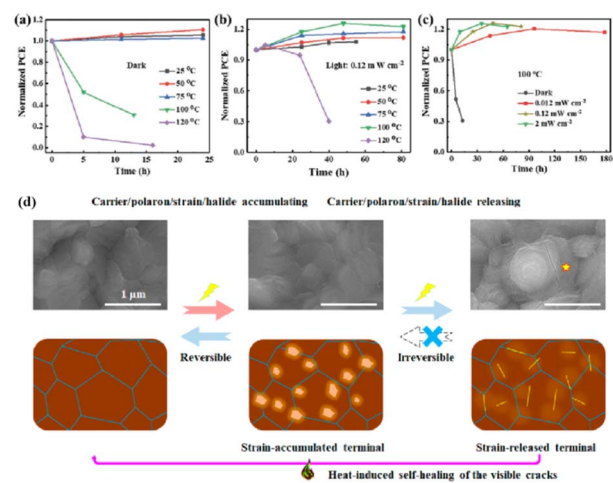 (a)
1.2
1.0
0.8
0.6
0.4
0.2
0.0
Normalized PCE
Dark
25 °C
50 °C
75 °C
100 °C
120 °C
0 5 10 15 20 25
Time (h)
(b)
1.2
0.9
0.6
0.3
Normalized PCE
Light: 0.12 m W cm⁻²
25 °C
50 °C
75 °C
100 °C
120 °C
0 20 40 60 80
Time (h)
(c)
1.2
0.9
0.6
0.3
Normalized PCE
100 °C
Dark
0.012 mW cm⁻²
0.12 mW cm⁻²
2 mW cm⁻²
0 45 90 135 180
Time (h)
(d)
Carrier/polaron/strain/halide accumulating Carrier/polaron/strain/halide releasing
1 μm
Reversible Irreversible
Strain-accumulated terminal Strain-released terminal
Heat-induced self-healing of the visible cracks